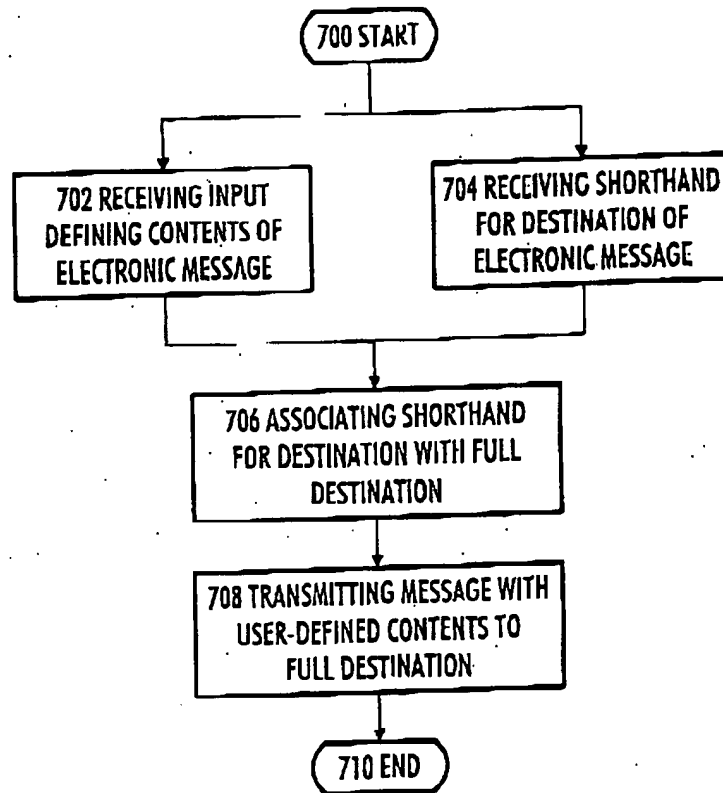 700 START
702 RECEIVING INPUT
DEFINING CONTENTS OF
ELECTRONIC MESSAGE
704 RECEIVING SHORTHAND
FOR DESTINATION OF
ELECTRONIC MESSAGE
706 ASSOCIATING SHORTHAND
FOR DESTINATION WITH FULL
DESTINATION
708 TRANSMITTING MESSAGE WITH
USER-DEFINED CONTENTS TO
FULL DESTINATION
710 END